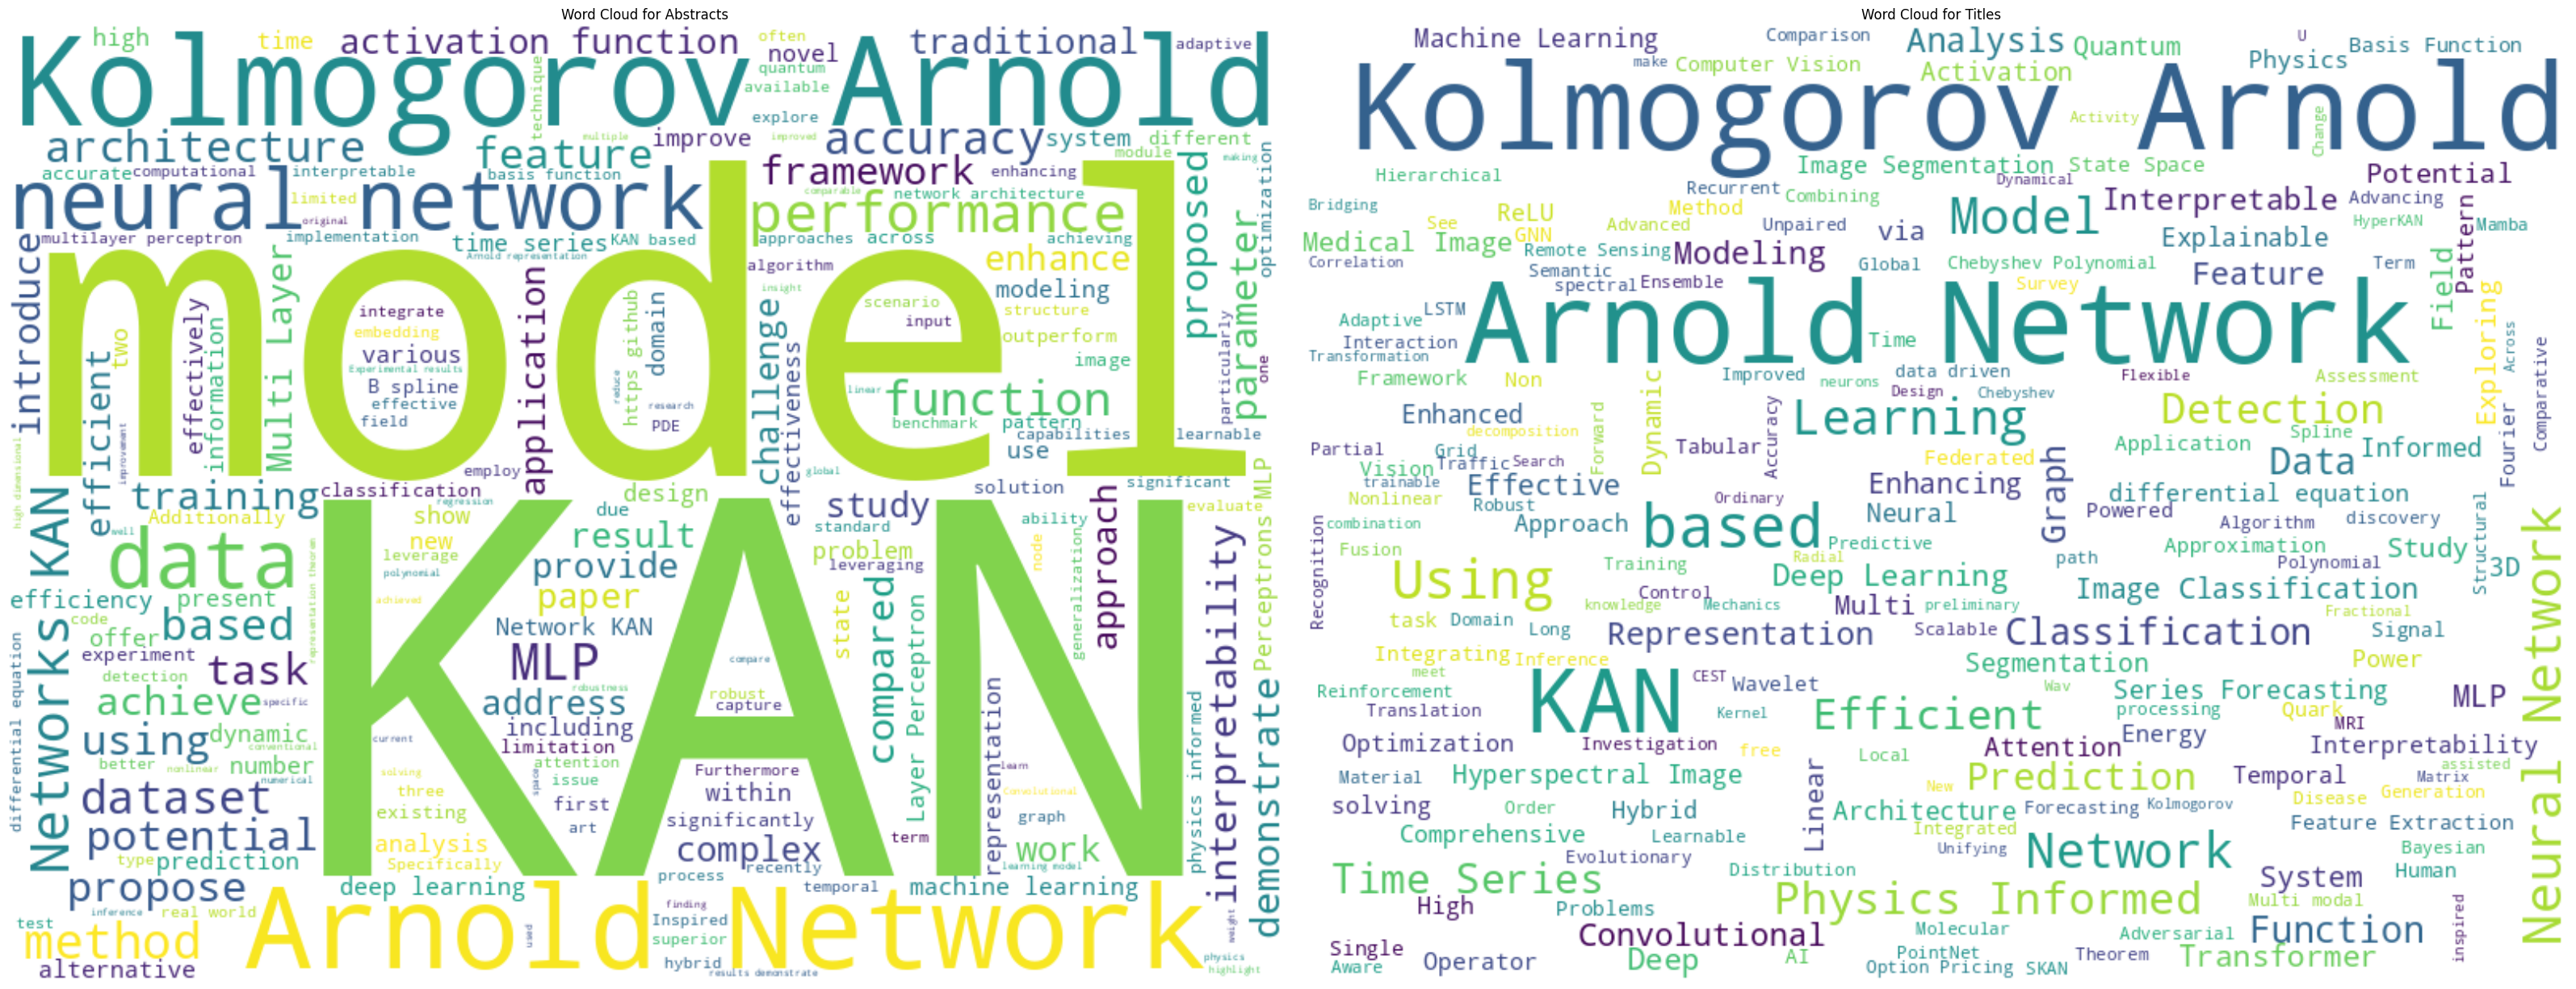 Word Cloud for Abstracts
high
time
activation function
often
novel
traditional
adaptive
Kolmogorov Arnold
technique
quantum
available
explore
architecture
feature
multiple
improve
improved
accuracy
system
different
module
making
accurate
computational
interpretable
basis function
framework
enhancing
neural network
limited
original
comparable
network architecture
performance
proposed
optimization
multilayer perceptron
implementation
time series
KAN based
Arnold representation
approaches
across
achieving
algorithm
enhance
introduce
model
Multi Layer
application
insight
modeling
structure
scenario
input
outperform
image
parameter
particularly
one
two
effectively
information
integrate
embedding
various
Experimental results
B spline
effective
field
https github
domain
reduce
research
PDE
challenge
effectiveness
linear
function
benchmark
pattern
capabilities
learnable
use
efficient
improvement
high dimensional
employ
global
training
classification
regression
design
study
solution
significant
evaluate
Additionally
well
show
new
due
result
standard
ability
approach
data
leverage
polynomial
provide
problem
leveraging
node
generalization
interpretability
Perceptrons MLP
Networks KAN
KAN
representation theorem
efficiency
present
code
offer
based
achieved
paper
Network KAN
state
compared
Layer Perceptron
experiment
task
detection
MLP
compare
differential equation
achieve
specific
robustness
address
robust
capture
including
representation
physics informed
demonstrate
using
dynamic
conventional
current
limitation
attention
better
nonlinear
number
numerical
solving
space
issue
Furthermore
learn
Convolutional
dataset
three
existing
first
within
graph
potential
art
significantly
term
work
analysis
complex
type
prediction
Specifically
recently
learning model
propose
deep learning
process
temporal
machine learning
inference
real world
finding
weight
test
method
Arnold Network
used
Inspired
superior
hybrid
results demonstrate
physics
highlight
alternative
Word Cloud for Titles
Machine Learning
Comparison
Analysis
Quantum
U
Basis Function
make
Computer Vision
Activation
Physics
Kolmogorov Arnold
Activity
Change
Image Segmentation
State Space
Hierarchical
Dynamical
Potential
Recurrent
Combining
Interpretable
Advancing
Bridging
See
ReLU
Method
Model
HyperKAN
GNN
Advanced
Unpaired
via
Explainable
Pattern
Mamba
Medical Image
Remote Sensing
Modeling
Correlation
Semantic
Global
Chebyshev Polynomial
Feature
Term
Field
spectral
Ensemble
Survey
LSTM
Arnold Network
Exploring
Adaptive
Interaction
Time
Transformation
Across
Comparative
Framework
Non
Dynamic
Improved
neurons
data driven
Flexible
Assessment
Design
Chebyshev
Enhanced
Forward
Accuracy
Learning
Detection
decomposition
Spline
Fourier
Partial
Grid
Tabular
Application
Informed
Vision
Traffic
Search
Federated
Graph
Data
trainable
Nonlinear
Effective
Enhancing
differential equation
Robust
Ordinary
combination
Approach
based
Neural
Powered
Algorithm
discovery
Structural
Recognition
Fusion
Predictive
Approximation
Study
Radial
Training
path
Polynomial
3D
Using
Deep Learning
Image Classification
Control
knowledge
Mechanics
Multi
preliminary
Fractional
task
Domain
Long
Representation
Scalable
Classification
Signal
Neural Network
Integrating
Inference
Segmentation
Power
meet
KAN
CEST
Wavelet
Wav
Reinforcement
Series Forecasting
MLP
Translation
Kernel
Efficient
processing
Quark
MRI
Optimization
Investigation
free
Local
Attention
Energy
Interpretability
Material
Hyperspectral Image
Linear
Prediction
Temporal
assisted
Matrix
New
solving
Order
Hybrid
Architecture
Forecasting
Kolmogorov
Disease
Generation
Comprehensive
Learnable
Integrated
Feature Extraction
Evolutionary
Unifying
Network
Bayesian
Time Series
Distribution
System
Human
High
Problems
Physics Informed
Multi modal
inspired
Single
Convolutional
Molecular
Adversarial
Function
Aware
Operator
Deep
AI
PointNet
Theorem
Transformer
Option Pricing
SKAN